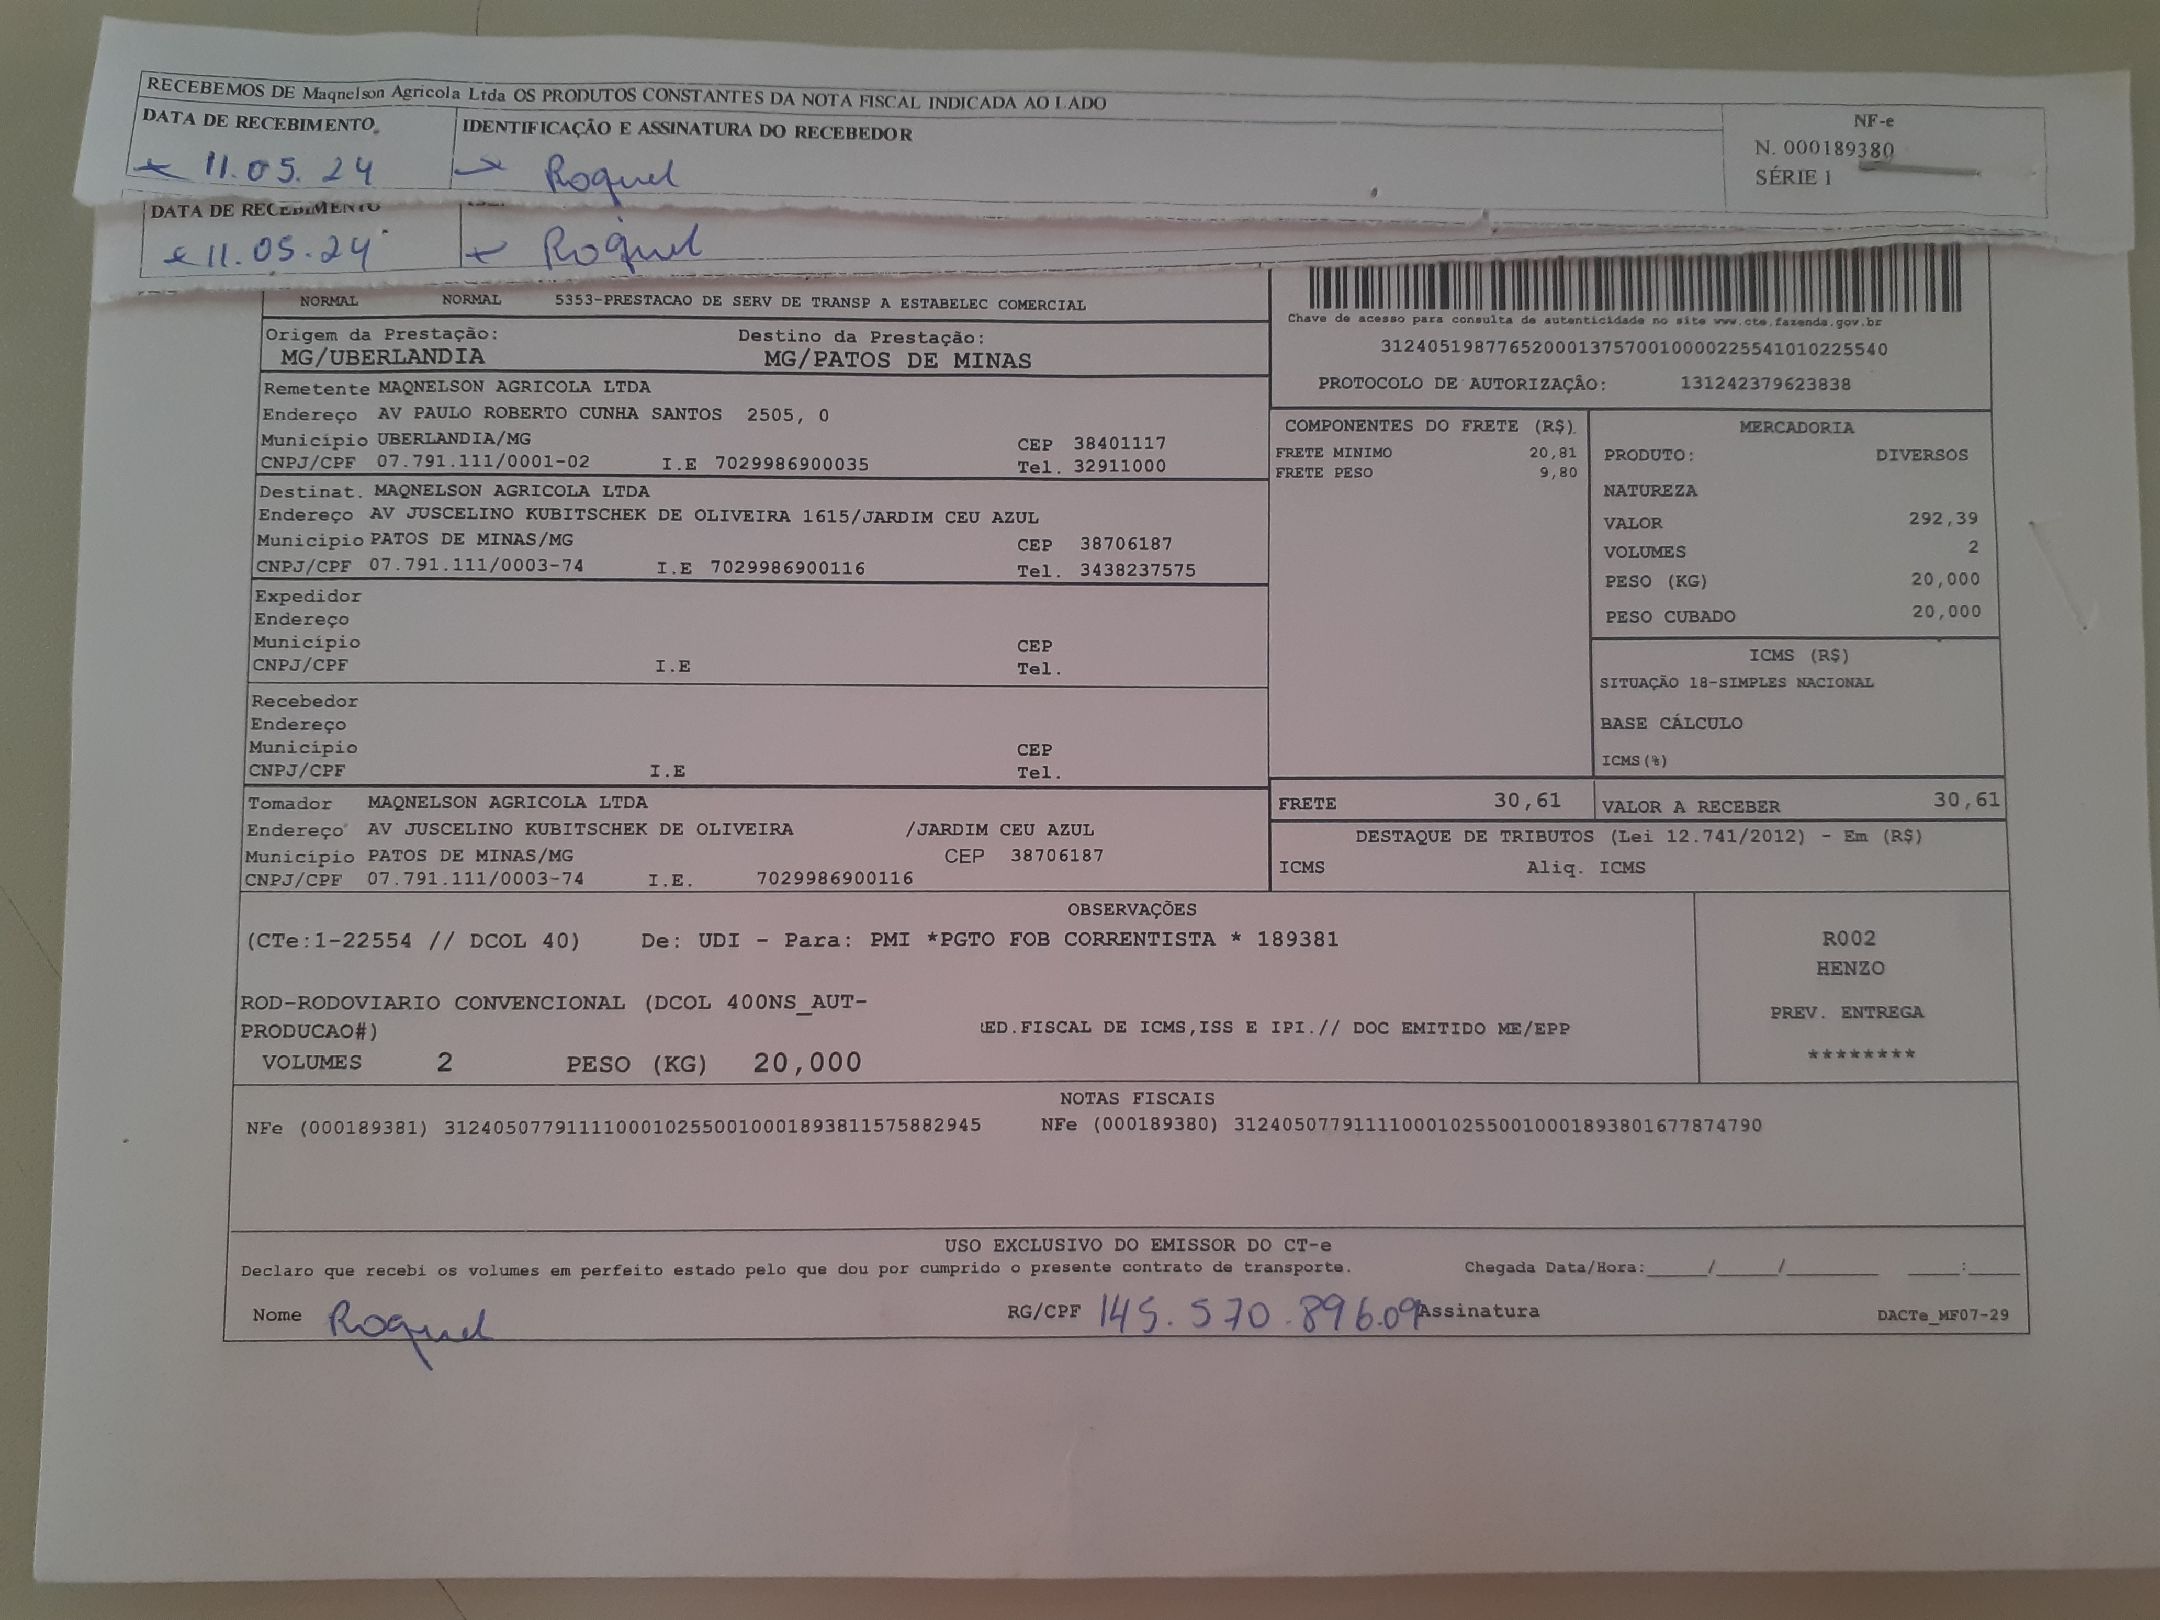 RECEBEMOS DE Maqnelson Agricola Ltda OS PRODUTOS CONSTANTES DA NOTA FISCAL INDICADA AO LADO
DATA DE RECEBIMENTO
IDENTIFICAÇÃO E ASSINATURA DO RECEBEDOR
11.05.24
Roquel
NF-e
N. 000189380
SÉRIE 1
DATA DE RECEBIMENTO
11.05.24
Roquel
NORMAL NORMAL 5353-PRESTACAO DE SERV DE TRANSP A ESTABELEC COMERCIAL
Origem da Prestação: Destino da Prestação:
MG/UBERLANDIA MG/PATOS DE MINAS
Remetente MAQNELSON AGRICOLA LTDA
Endereço AV PAULO ROBERTO CUNHA SANTOS 2505, 0
Município UBERLANDIA/MG CEP 38401117
CNPJ/CPF 07.791.111/0001-02 I.E 7029986900035 Tel. 32911000
Destinat. MAQNELSON AGRICOLA LTDA
Endereço AV JUSCELINO KUBITSCHEK DE OLIVEIRA 1615/JARDIM CEU AZUL
Municipio PATOS DE MINAS/MG CEP 38706187
CNPJ/CPF 07.791.111/0003-74 I.E 7029986900116 Tel. 3438237575
Expedidor
Endereço
Município CEP
CNPJ/CPF I.E Tel.
Recebedor
Endereço
Município CEP
CNPJ/CPF I.E Tel.
Tomador MAQNELSON AGRICOLA LTDA
Endereço AV JUSCELINO KUBITSCHEK DE OLIVEIRA /JARDIM CEU AZUL
Município PATOS DE MINAS/MG CEP 38706187
CNPJ/CPF 07.791.111/0003-74 I.E. 7029986900116
Chave de acesso para consulta de autenticidade no site www.cte.fazenda.gov.br
31240519877652000137570010000225541010225540
PROTOCOLO DE AUTORIZAÇÃO: 131242379623838
COMPONENTES DO FRETE (R$)
FRETE MINIMO 20,81
FRETE PESO 9,80
MERCADORIA
PRODUTO: DIVERSOS
NATUREZA
VALOR 292,39
VOLUMES 2
PESO (KG) 20,000
PESO CUBADO 20,000
ICMS (R$)
SITUAÇÃO 18-SIMPLES NACIONAL
BASE CÁLCULO
ICMS(%)
FRETE 30,61 VALOR A RECEBER 30,61
DESTAQUE DE TRIBUTOS (Lei 12.741/2012) - Em (R$)
ICMS Aliq. ICMS
OBSERVAÇÕES
(CTe:1-22554 // DCOL 40) De: UDI - Para: PMI *PGTO FOB CORRENTISTA * 189381
ROD-RODOVIARIO CONVENCIONAL (DCOL 400NS_AUT-
PRODUCAO#) ED.FISCAL DE ICMS,ISS E IPI.// DOC EMITIDO ME/EPP
VOLUMES 2 PESO (KG) 20,000
R002
HENZO
PREV. ENTREGA
********
NOTAS FISCAIS
NFe (000189381) 31240507791111000102550010001893811575882945 NFe (000189380) 31240507791111000102550010001893801677874790
USO EXCLUSIVO DO EMISSOR DO CT-e
Declaro que recebi os volumes em perfeito estado pelo que dou por cumprido o presente contrato de transporte. Chegada Data/Hora:_____/_____/_______ ____:____
Nome Roquel RG/CPF 145.570.896.09 Assinatura DACTe_MF07-29